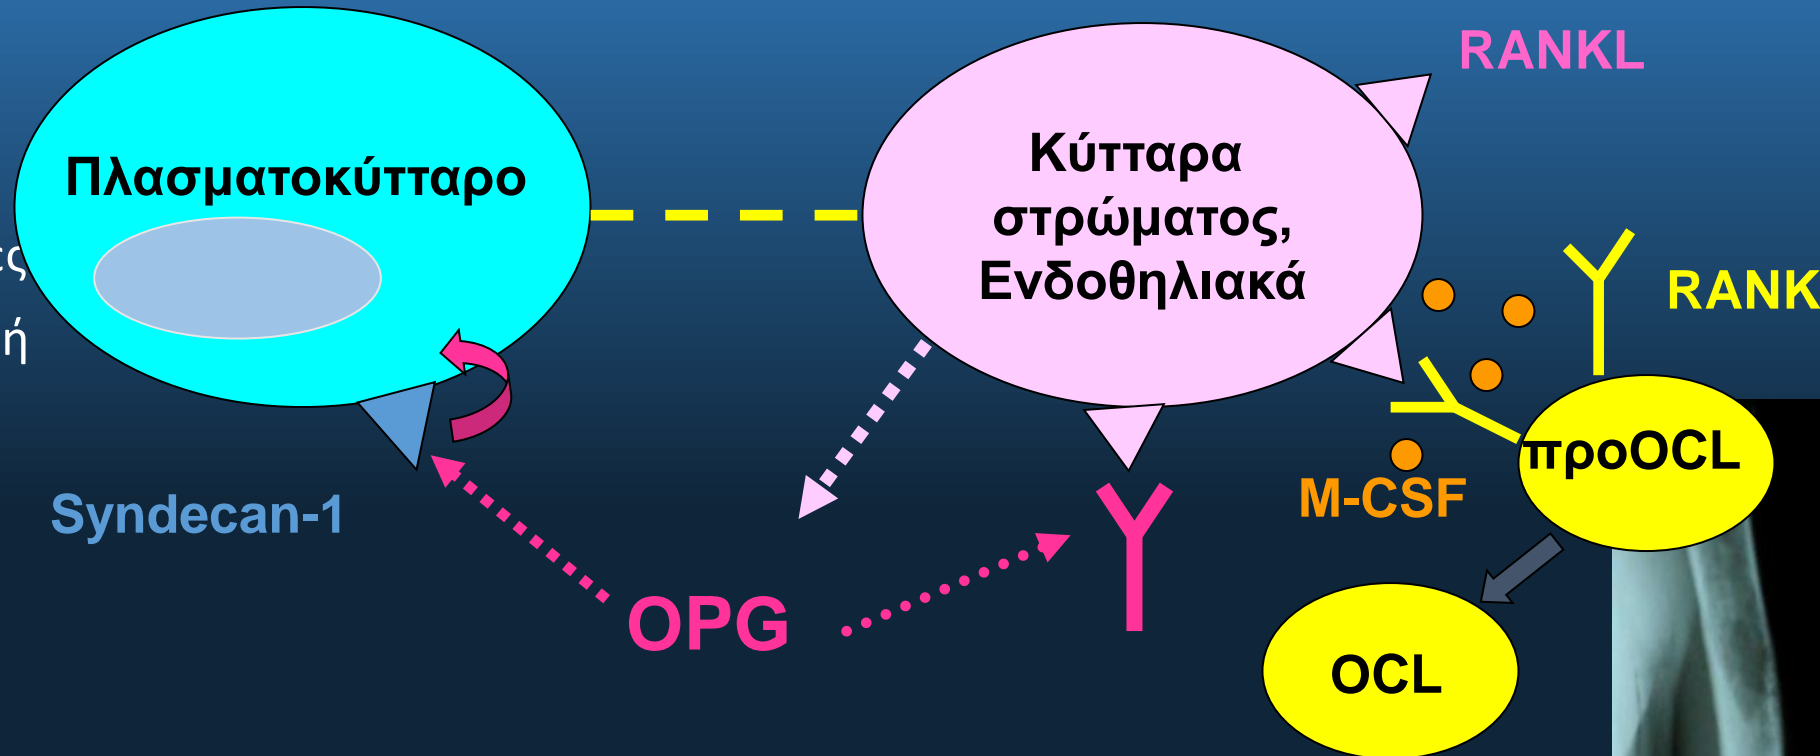 RANKL
Πλασματοκύτταρο
Κύτταρα
στρώματος,
Ενδοθηλιακά
ή
RANK
προOCL
M-CSF
Syndecan-1
OPG
OCL